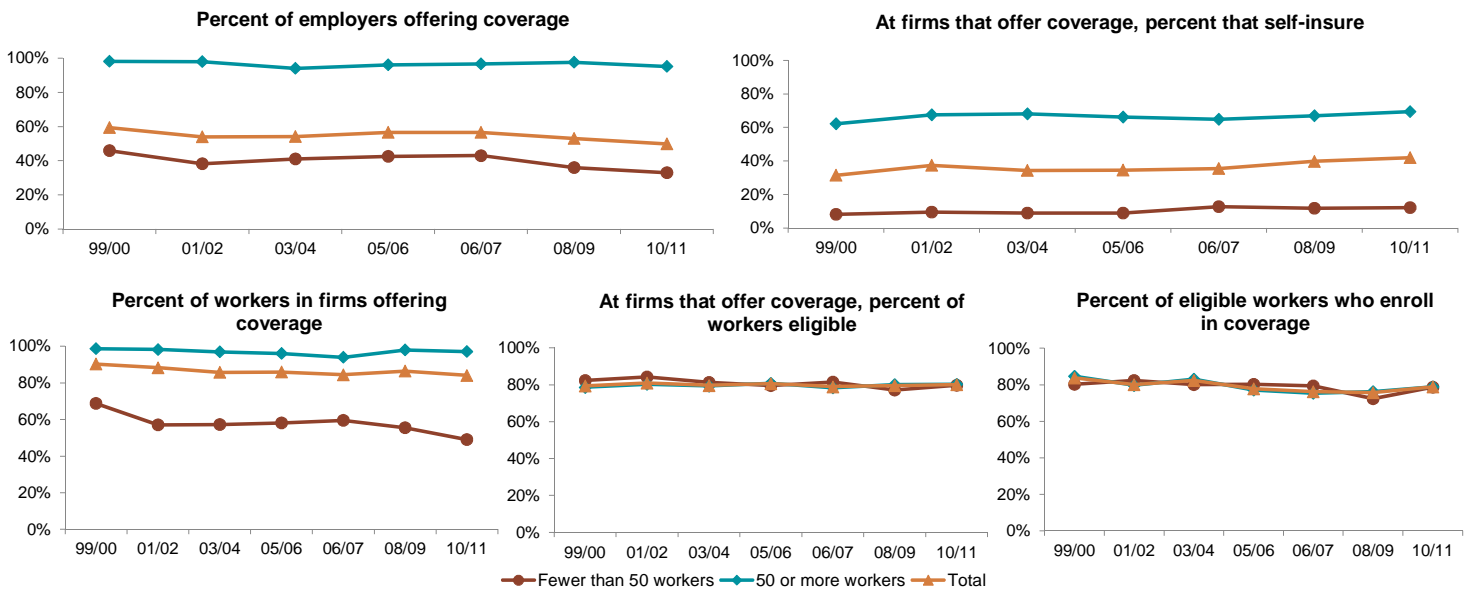 Percent of employers offering coverage
100%
80%
60%
40%
20%
0%
99/00 01/02 03/04 05/06 06/07 08/09 10/11
At firms that offer coverage, percent that self-insure
100%
80%
60%
40%
20%
0%
99/00 01/02 03/04 05/06 06/07 08/09 10/11
Percent of workers in firms offering
coverage
100%
80%
60%
40%
20%
0%
99/00 01/02 03/04 05/06 06/07 08/09 10/11
At firms that offer coverage, percent of
workers eligible
100%
80%
60%
40%
20%
0%
99/00 01/02 03/04 05/06 06/07 08/09 10/11
Percent of eligible workers who enroll
in coverage
100%
80%
60%
40%
20%
0%
99/00 01/02 03/04 05/06 06/07 08/09 10/11
Fewer than 50 workers 50 or more workers Total